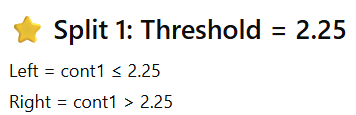 ⭐ Split 1: Threshold = 2.25
Left = cont1 ≤ 2.25
Right = cont1 > 2.25